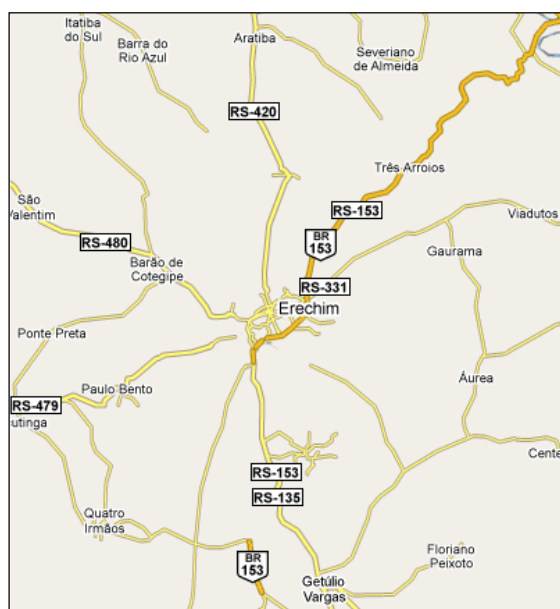 Itatiba
do Sul
Barra do
Rio Azul
Aratiba
Severiano
de Almeida
RS-420
Três Arroios
São
Valentim
RS-153
Viadutos
RS-480
BR
153
Gaurama
Barão de
Cotegipe
RS-331
Erechim
Ponte Preta
Paulo Bento
Áurea
RS-479
utinga
Cente
RS-153
RS-135
Quatro
Irmãos
BR
153
Floriano
Peixoto
Getúlio
Vargas